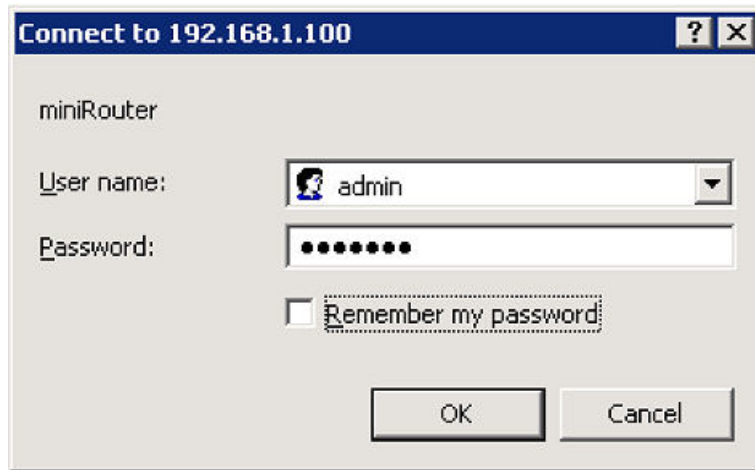 Connect to 192.168.1.100
miniRouter
User name:
admin
Password:
•••••••
Remember my password
OK
Cancel